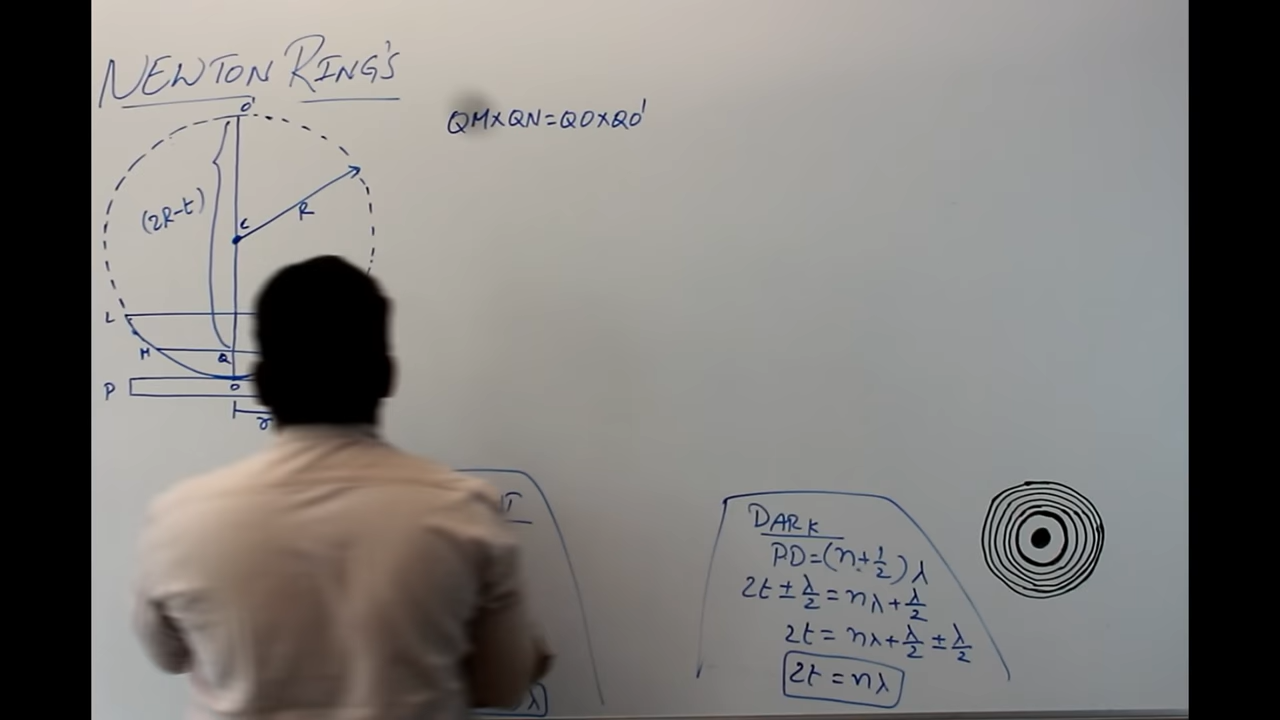 NEWTON RING'S
O'
QM×QN=QO×QO'
(2R-t)
C
R
L
M
Q
P
O
r
DARK
PD=(n+1/2)λ
2t ± λ/2 = nλ + λ/2
2t = nλ + λ/2 ± λ/2
2t = nλ
λ